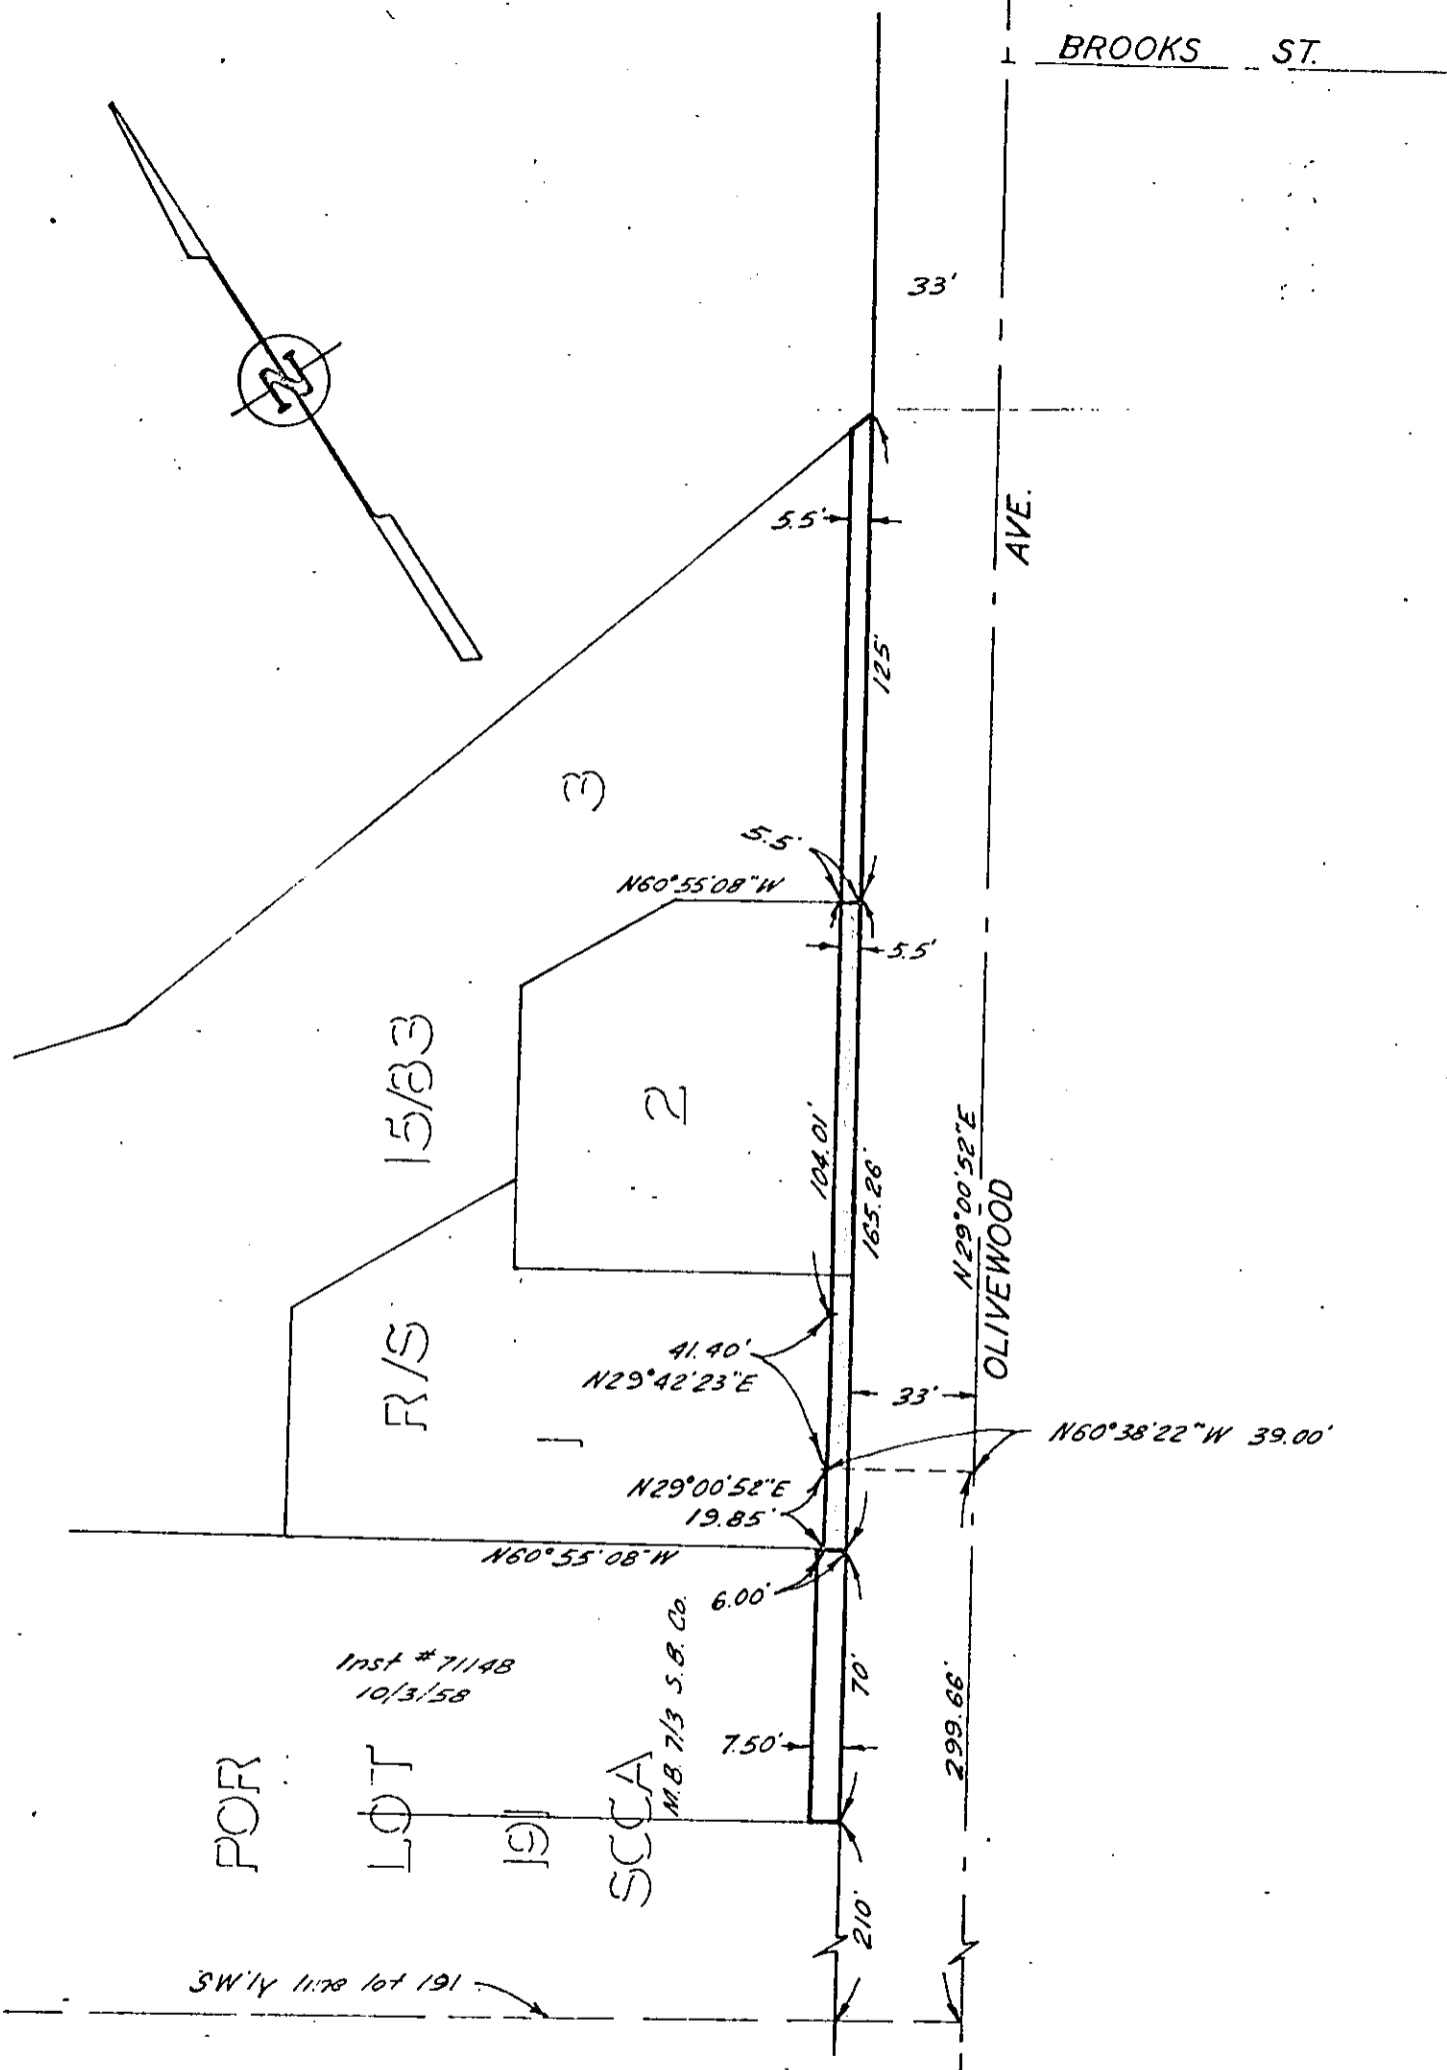 BROOKS ST.
33'
N
5.5'
AVE.
125'
3
5.5'
N60°55'08"W
5.5'
15/83
2
104.01'
165.26'
N29°00'52"E
OLIVEWOOD
R/S
41.40'
N29°42'23"E
33'
1
N60°38'22"W 39.00'
N29°00'52"E
19.85'
N60°55'08"W
6.00'
Inst #71148
10/3/58
M.B. 7/3 S.B. Co.
70'
299.66'
7.50'
POR
LOT
191
SCCA
210'
SW'ly line lot 191